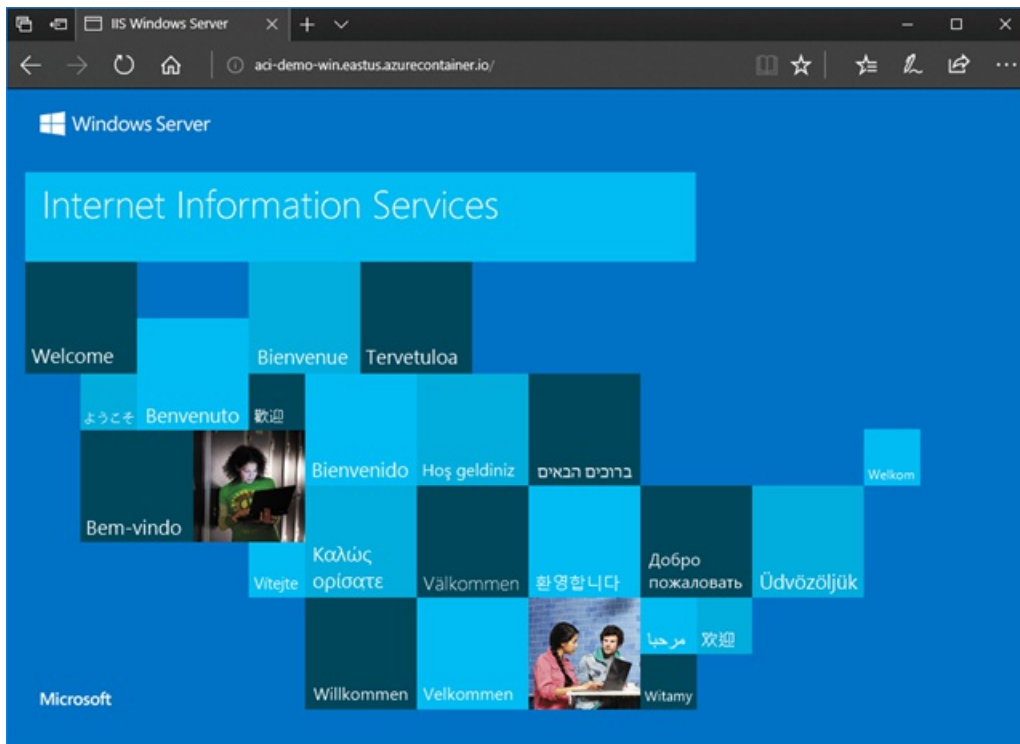 IIS Windows Server
aci-demo-win.eastus.azurecontainer.io/
Windows Server
Internet Information Services
Welcome
Bienvenue
Tervetuloa
ようこそ
Benvenuto
歡迎
Bienvenido
Hoş geldiniz
ברוכים הבאים
Welkom
Bem-vindo
Vítejte
Καλώς
ορίσατε
Välkommen
환영합니다
Добро
пожаловать
Üdvözöljük
مرحبا
欢迎
Willkommen
Velkommen
Witamy
Microsoft